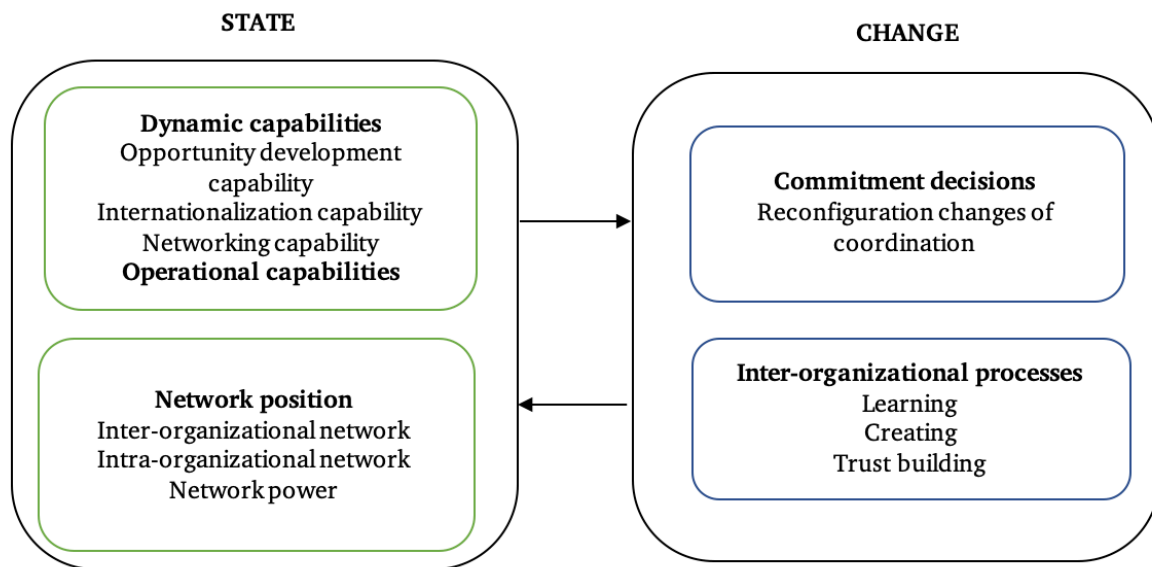 STATE
Dynamic capabilities
Opportunity development
capability
Internationalization capability
Networking capability
Operational capabilities
Network position
Inter-organizational network
Intra-organizational network
Network power
CHANGE
Commitment decisions
Reconfiguration changes of
coordination
Inter-organizational processes
Learning
Creating
Trust building